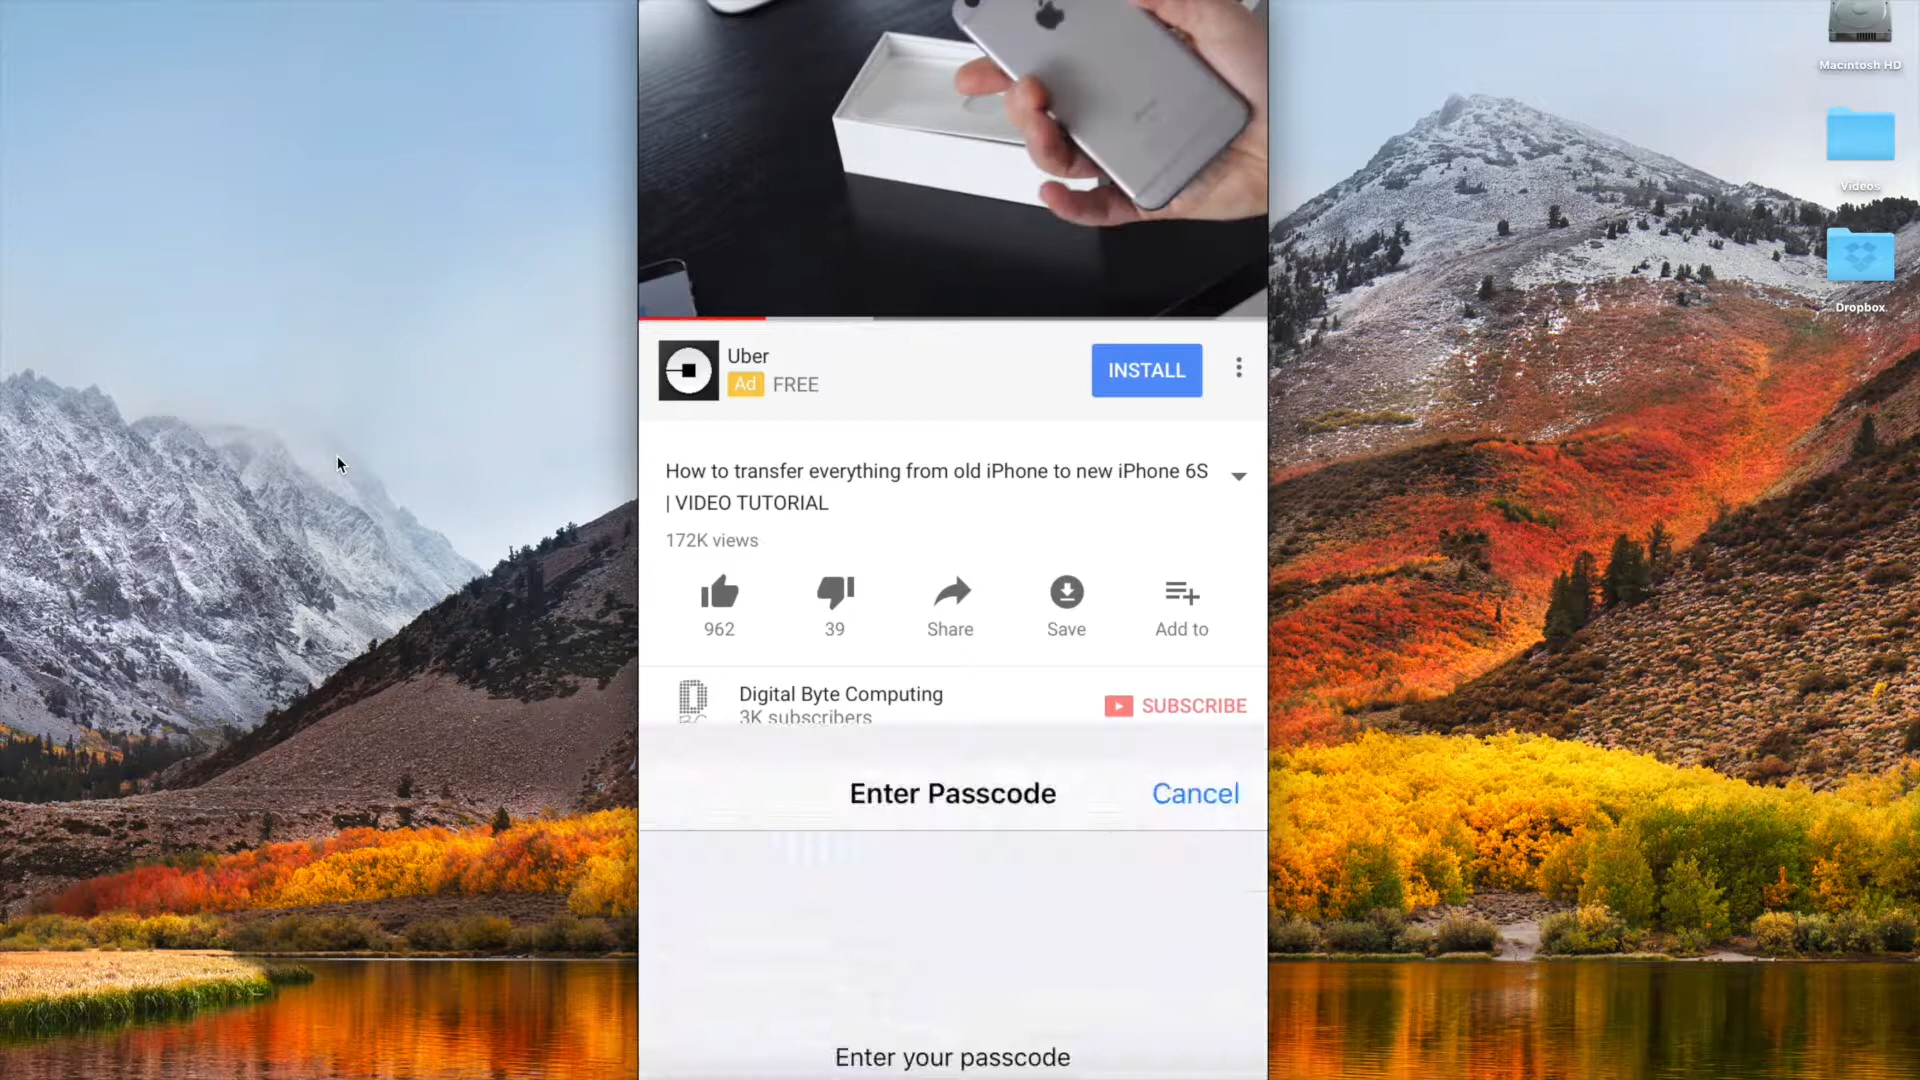 Macintosh HD
Videos
Dropbox
Uber
Ad FREE
INSTALL
How to transfer everything from old iPhone to new iPhone 6S
| VIDEO TUTORIAL
172K views
962
39
Share
Save
Add to
Digital Byte Computing
3K subscribers
SUBSCRIBE
Enter Passcode
Cancel
Enter your passcode